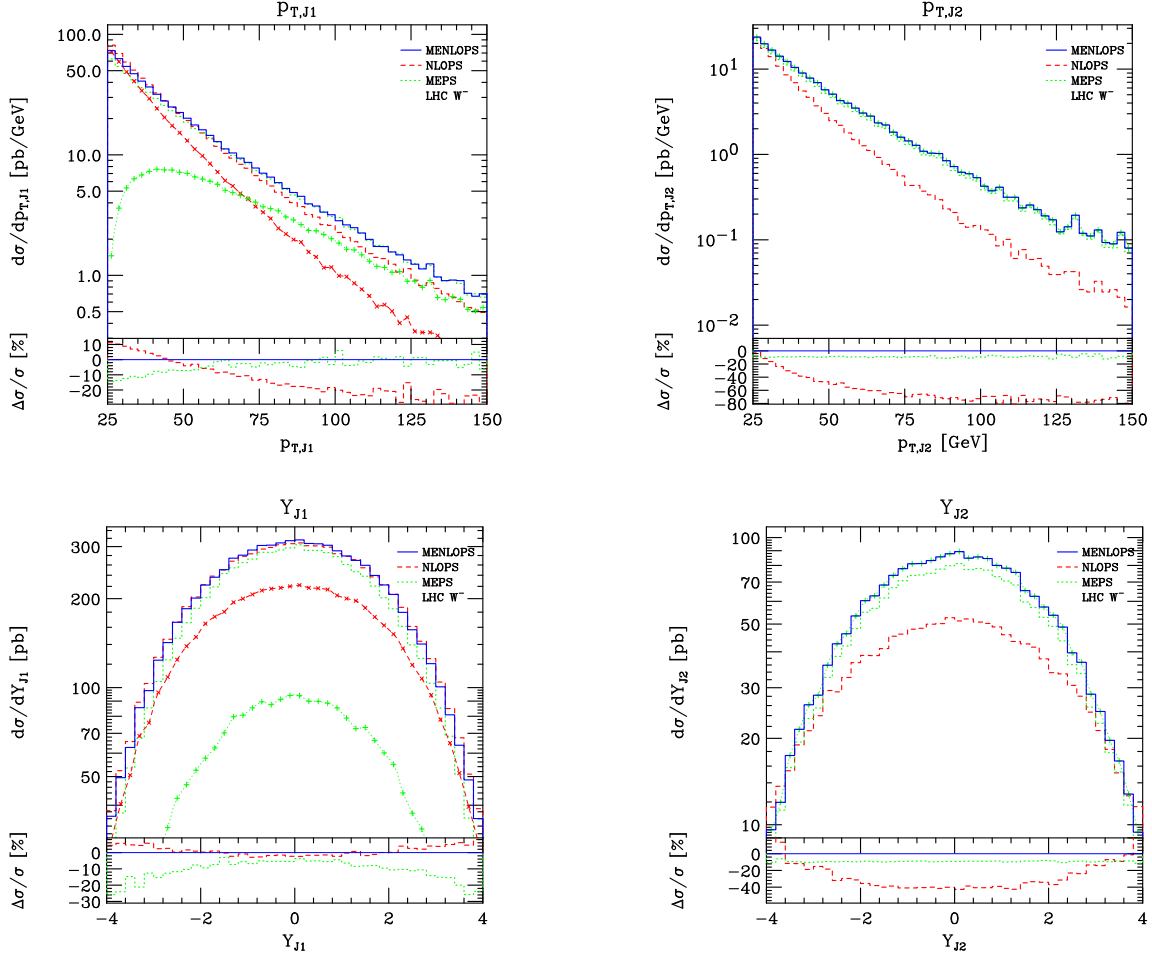 p_{T,J1}
100.0
50.0
10.0
5.0
1.0
0.5
dσ/dp_{T,J1} [pb/GeV]
MENLOPS
NLOPS
MEPS
LHC W⁻
10
0
−10
−20
Δσ/σ [%]
25 50 75 100 125 150
p_{T,J1}
p_{T,J2}
10¹
10⁰
10⁻¹
10⁻²
dσ/dp_{T,J2} [pb/GeV]
MENLOPS
NLOPS
MEPS
LHC W⁻
0
−20
−40
−60
−80
Δσ/σ [%]
25 50 75 100 125 150
p_{T,J2} [GeV]
Y_{J1}
300
200
100
70
50
dσ/dY_{J1} [pb]
MENLOPS
NLOPS
MEPS
LHC W⁻
0
−10
−20
−30
Δσ/σ [%]
−4 −2 0 2 4
Y_{J1}
Y_{J2}
100
70
50
30
20
10
dσ/dY_{J2} [pb]
MENLOPS
NLOPS
MEPS
LHC W⁻
0
−20
−40
Δσ/σ [%]
−4 −2 0 2 4
Y_{J2}